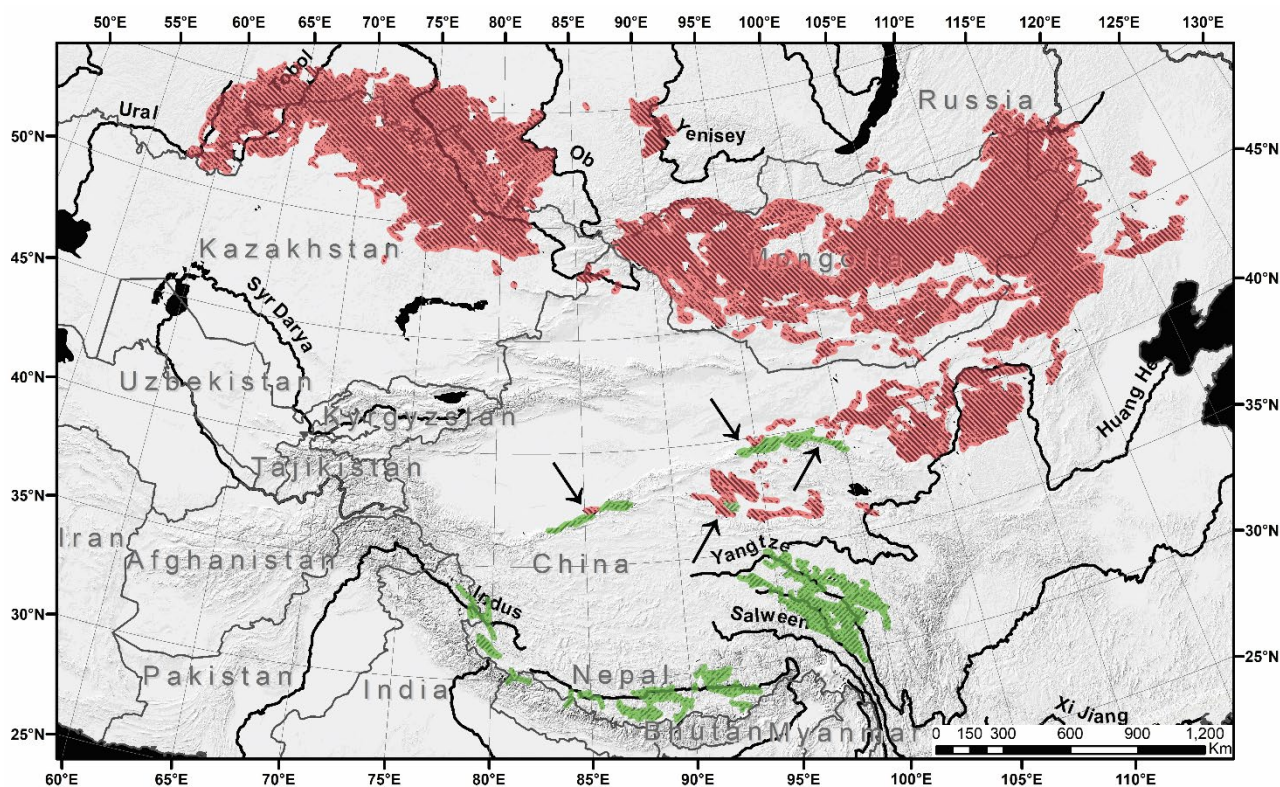 50°E 55°E 60°E 65°E 70°E 75°E 80°E 85°E 90°E 95°E 100°E 105°E 115°E 120°E 125°E 130°E
Tobol
Russia
Ural
Yenisey
50°N
45°N
Ob
Kazakhstan
Mongoli
45°N
40°N
Syr Darya
Uzbekistan
Huang He
40°N
35°N
Kyrgyzstan
Tajikistan
35°N
30°N
Iran
Afghanistan
China
Yangtze
Indus
30°N
Salween
25°N
Pakistan
India
Nepal
Xi Jiang
25°N
Bhutan
Myanmar
0 150 300 600 900 1,200
Km
60°E 65°E 70°E 75°E 80°E 85°E 90°E 95°E 100°E 105°E 110°E